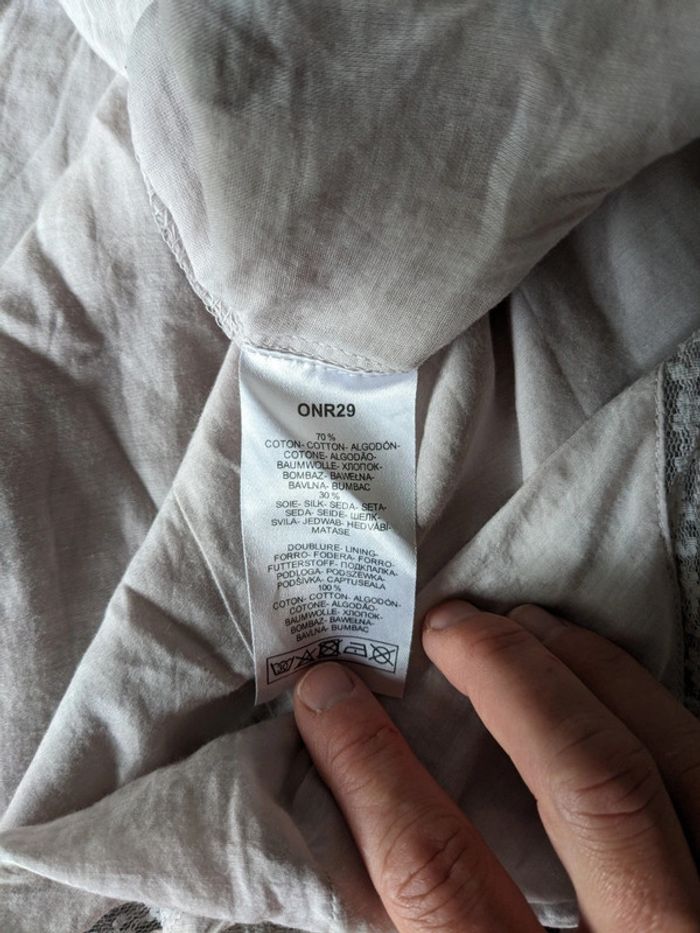 ONR29
70 %
COTON- COTTON- ALGODÓN-
COTONE- ALGODÃO-
BAUMWOLLE- ХЛОПОК-
BOMBAZ- BAWEŁNA-
BAVLNA- BUMBAC
30 %
SOIE- SILK- SEDA- SETA-
SEDA- SEIDE- ШЕЛК-
SVILA- JEDWAB- HEDVÁBÍ-
MATASE
DOUBLURE- LINING-
FORRO- FODERA- FORRO-
FUTTERSTOFF- ПОДКЛАДКА-
PODLOGA- PODSZEWKA-
PODŠÍVKA- CAPTUSEALA
100 %
COTON- COTTON- ALGODÓN-
COTONE- ALGODÃO-
BAUMWOLLE- ХЛОПОК-
BOMBAZ- BAWEŁNA-
BAVLNA- BUMBAC